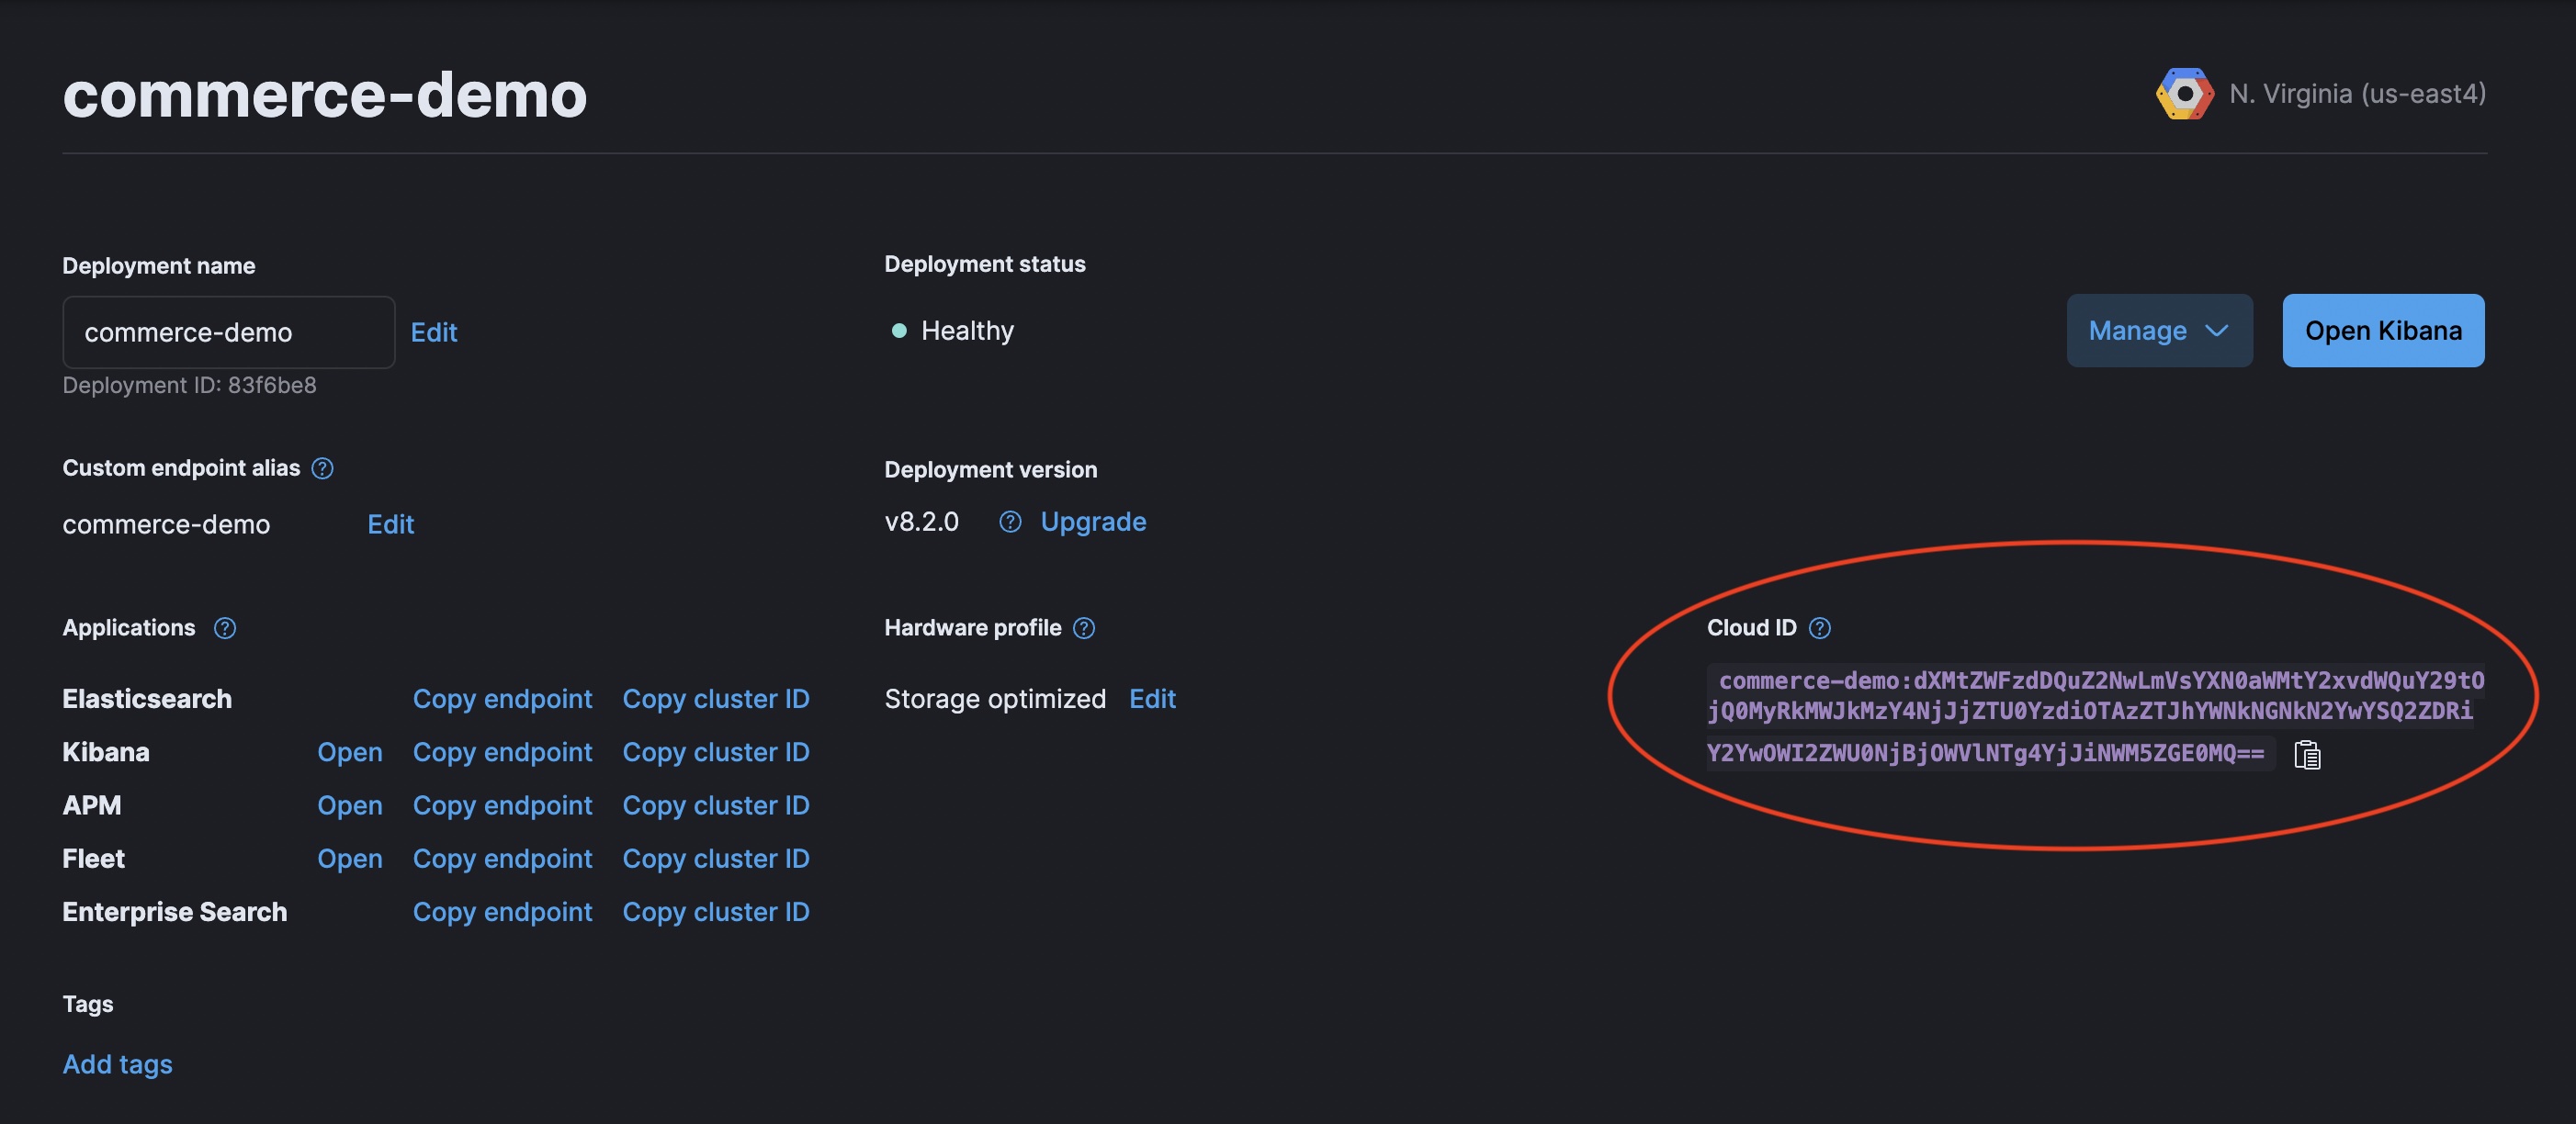 commerce-demo
N. Virginia (us-east4)
Deployment name
commerce-demo
Edit
Deployment ID: 83f6be8
Deployment status
Healthy
Manage
Open Kibana
Custom endpoint alias
commerce-demo
Edit
Deployment version
v8.2.0
Upgrade
Applications
Elasticsearch Copy endpoint Copy cluster ID
Kibana Open Copy endpoint Copy cluster ID
APM Open Copy endpoint Copy cluster ID
Fleet Open Copy endpoint Copy cluster ID
Enterprise Search Copy endpoint Copy cluster ID
Hardware profile
Storage optimized Edit
Cloud ID
commerce-demo:dXMtZWFzdDQuZ2NwLmVsYXN0aWMtY2xvdWQuY29tO
jQ0MyRkMWJkMzY4NjJjZTU0YzdiOTAzZTJhYWNkNGNkN2YwYSQ2ZDRi
Y2YwOWI2ZWU0NjBjOWVlNTg4YjJiNWM5ZGE0MQ==
Tags
Add tags